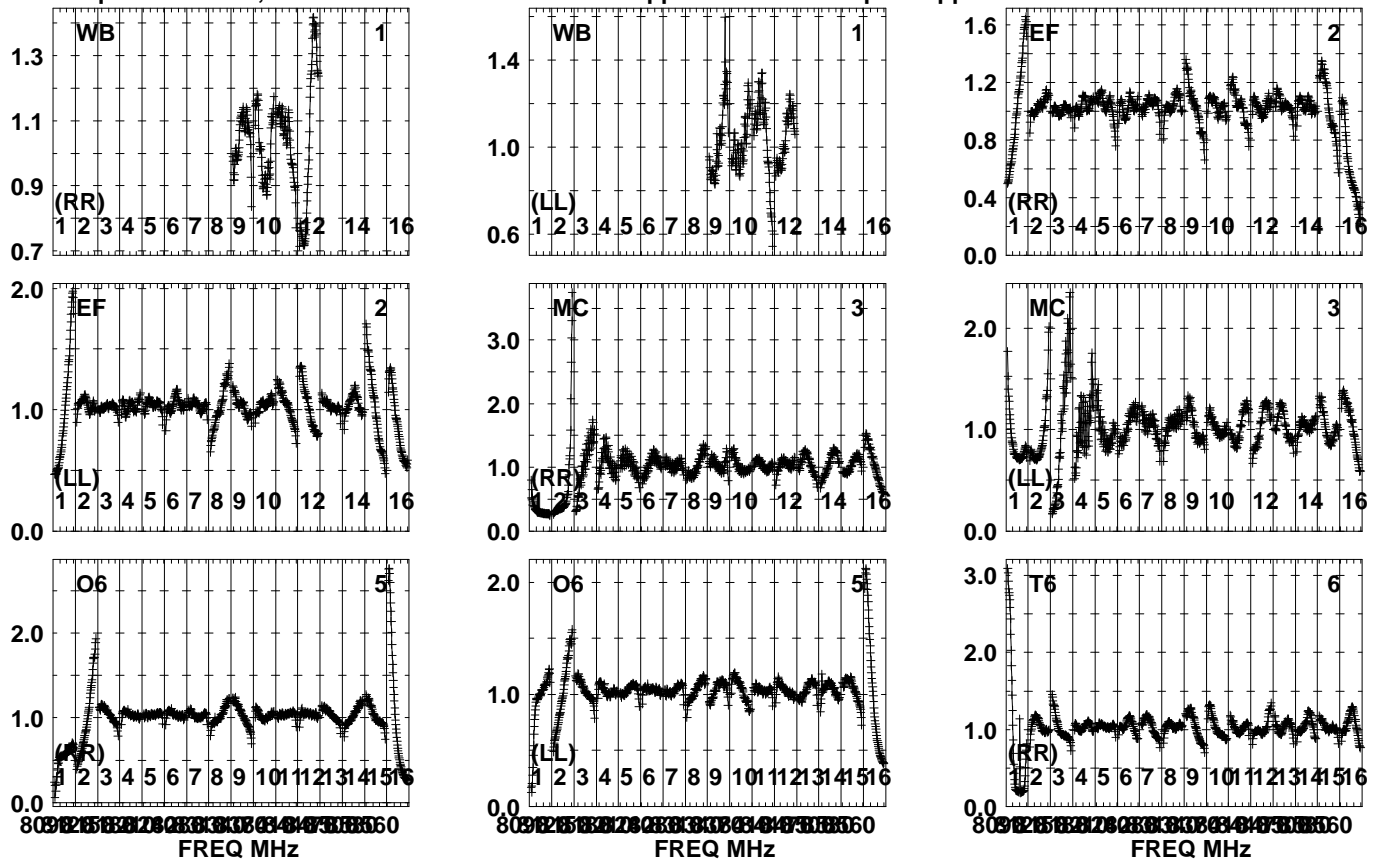 WB 1
1.3
1.1
0.9
0.7
(RR)
1 2 3 4 5 6 7 8 9 10 12 14 16
WB 1
1.4
1.0
0.6
(LL)
1 2 3 4 5 6 7 8 9 10 12 14 16
EF 2
1.6
1.2
0.8
0.4
0.0
(RR)
1 2 3 4 5 6 7 8 9 10 12 14 16
EF 2
2.0
1.0
0.0
(LL)
1 2 3 4 5 6 7 8 9 10 12 14 16
MC 3
3.0
2.0
1.0
0.0
(RR)
1 2 3 4 5 6 7 8 9 10 12 14 16
MC 3
2.0
1.0
0.0
(LL)
1 2 3 4 5 6 7 8 9 10 12 14 16
O6 5
2.0
1.0
0.0
(RR)
1 2 3 4 5 6 7 8 9 10 11 12 13 14 15 16
FREQ MHz
O6 5
2.0
1.0
0.0
(LL)
1 2 3 4 5 6 7 8 9 10 11 12 13 14 15 16
FREQ MHz
T6 6
3.0
2.0
1.0
0.0
(RR)
1 2 3 4 5 6 7 8 9 10 11 12 13 14 15 16
FREQ MHz